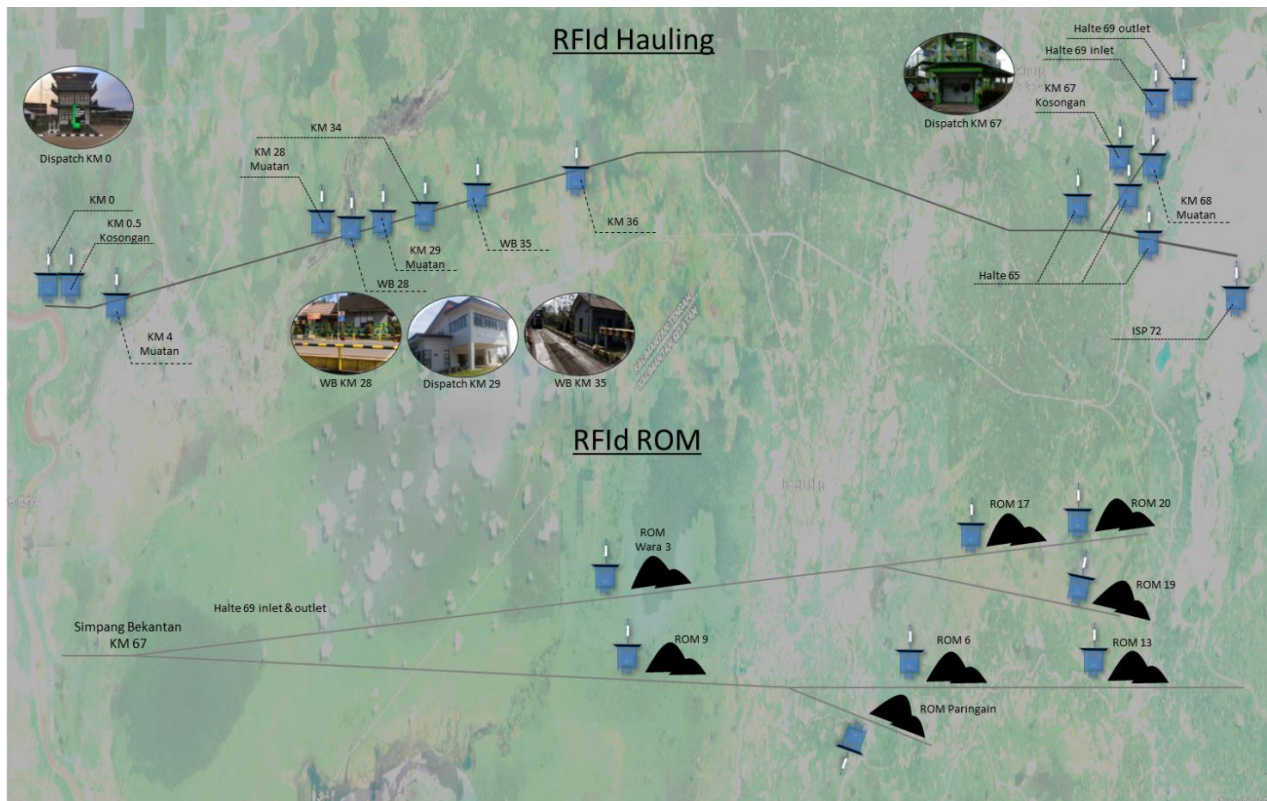 RFId Hauling
Halte 69 outlet
Halte 69 inlet
KM 67
Kosongan
Dispatch KM 67
Dispatch KM 0
KM 34
KM 28
Muatan
KM 0
KM 0.5
Kosongan
KM 4
Muatan
WB 28
KM 29
Muatan
WB 35
KM 36
KM 68
Muatan
Halte 65
ISP 72
WB KM 28
Dispatch KM 29
WB KM 35
KALIMANTAN TENGAH
KALIMANTAN SELATAN
RFId ROM
ROM 17
ROM 20
ROM
Wara 3
ROM 19
Halte 69 inlet & outlet
Simpang Bekantan
KM 67
ROM 9
ROM 6
ROM 13
ROM Paringain